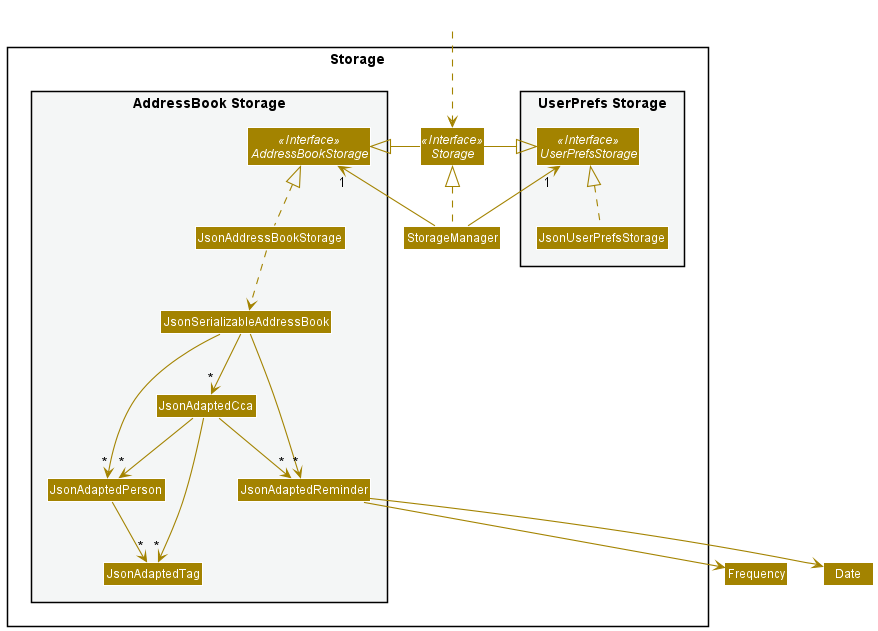 Storage
AddressBook Storage
UserPrefs Storage
«Interface»
AddressBookStorage
«Interface»
Storage
«Interface»
UserPrefsStorage
1
1
JsonAddressBookStorage
StorageManager
JsonUserPrefsStorage
JsonSerializableAddressBook
*
JsonAdaptedCca
*
*
*
*
JsonAdaptedPerson
JsonAdaptedReminder
*
*
JsonAdaptedTag
Frequency
Date